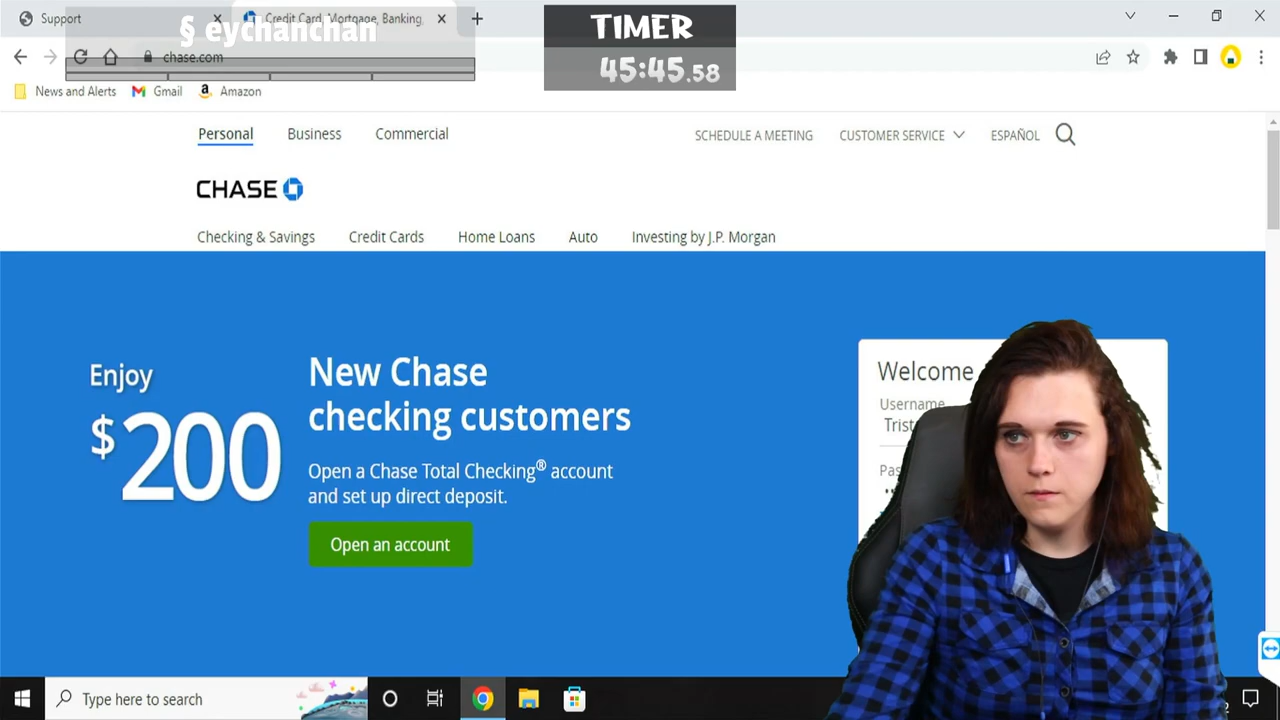 Support
Credit Card, Mortgage, Banking,
§ eychanchan
TIMER
45:45.58
chase.com
News and Alerts
Gmail
Amazon
Personal
Business
Commercial
SCHEDULE A MEETING
CUSTOMER SERVICE
ESPAÑOL
CHASE
Checking & Savings
Credit Cards
Home Loans
Auto
Investing by J.P. Morgan
Enjoy
$200
New Chase
checking customers
Open a Chase Total Checking® account
and set up direct deposit.
Open an account
Welcome
Username
Type here to search